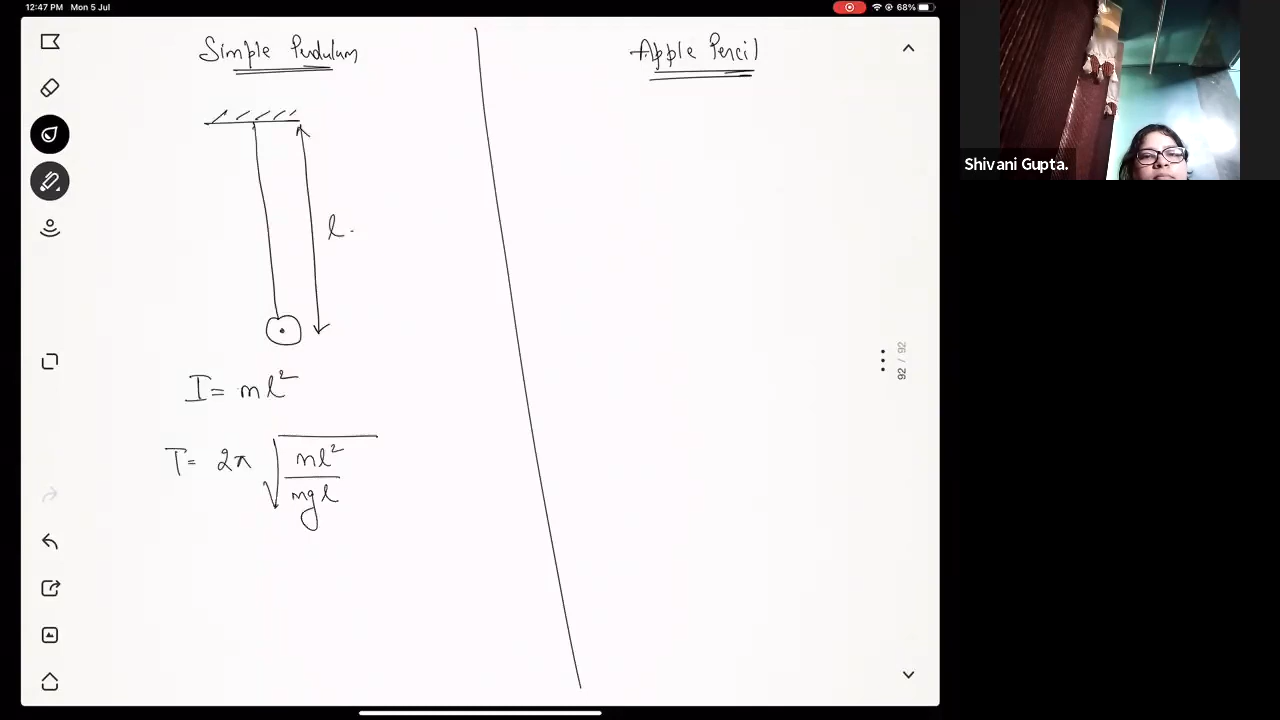 12:47 PM Mon 5 Jul
68%
Simple Pendulum
Apple Pencil
l.
I = ml²
T = 2π √(ml²/mgl)
92 / 92
Shivani Gupta.